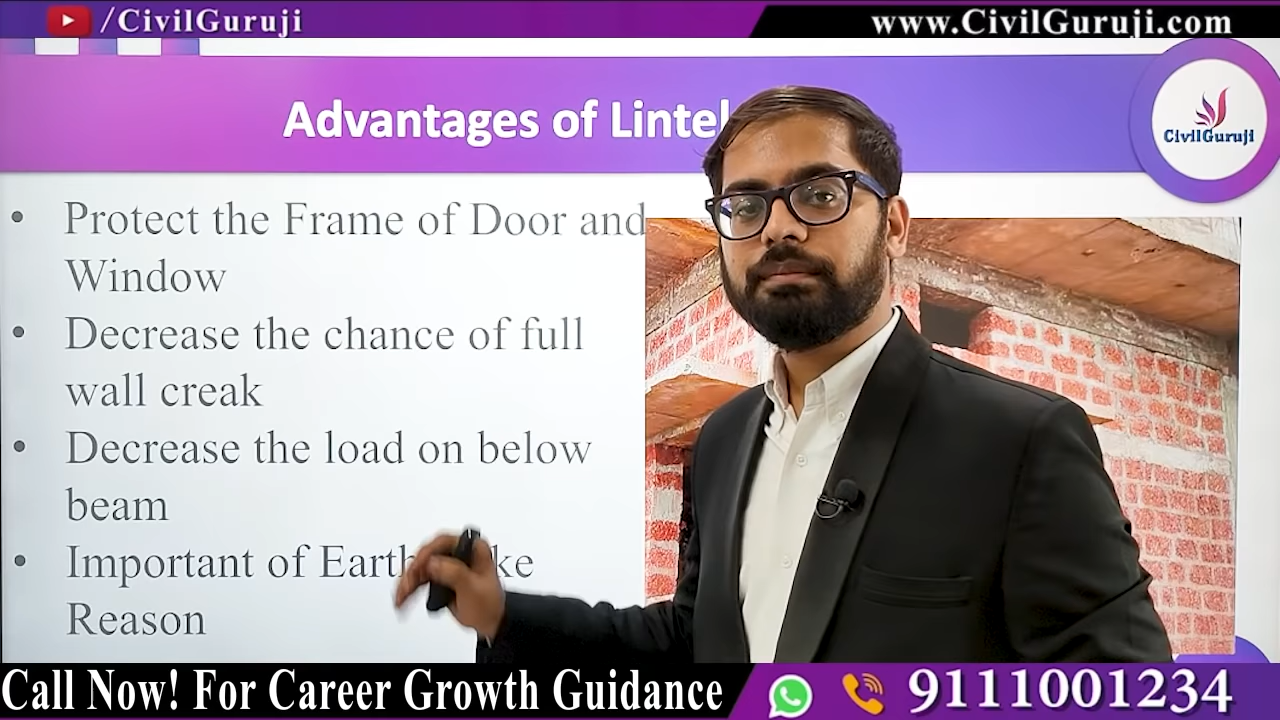 /CivilGuruji
www.CivilGuruji.com
Advantages of Lintel
CivilGuruji
• Protect the Frame of Door and
Window
• Decrease the chance of full
wall creak
• Decrease the load on below
beam
• Important of
Reason
Call Now! For Career Growth Guidance
9111001234